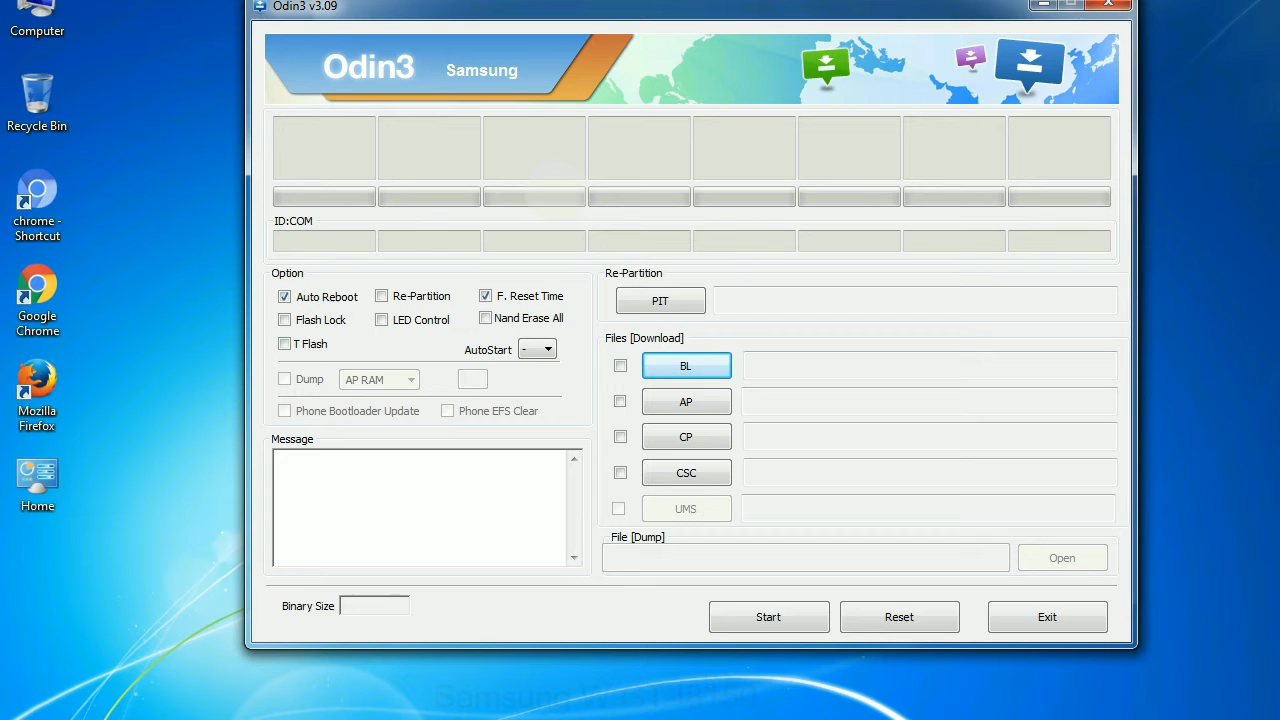 Odin3 v3.09
Computer
Recycle Bin
chrome -
Shortcut
Google
Chrome
Mozilla
Firefox
Home
Odin3 Samsung
ID:COM
Option
Auto Reboot Re-Partition F. Reset Time
Flash Lock LED Control Nand Erase All
T Flash AutoStart -
Dump AP RAM
Phone Bootloader Update Phone EFS Clear
Message
Re-Partition
PIT
Files [Download]
BL
AP
CP
CSC
UMS
File [Dump]
Open
Binary Size
Start Reset Exit
Samsung